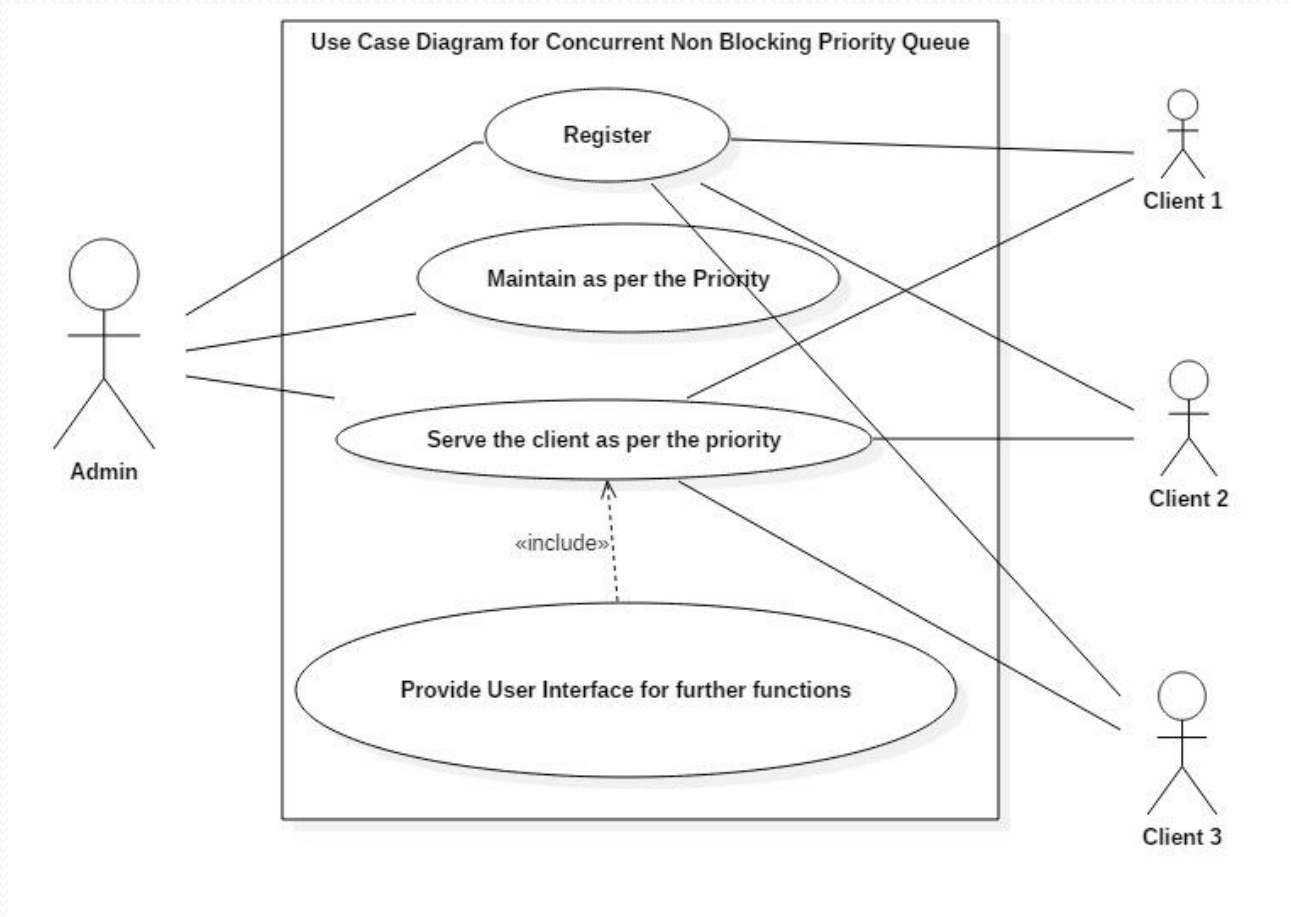 Use Case Diagram for Concurrent Non Blocking Priority Queue
Register
Client 1
Maintain as per the Priority
Admin
Serve the client as per the priority
Client 2
«include»
Provide User Interface for further functions
Client 3